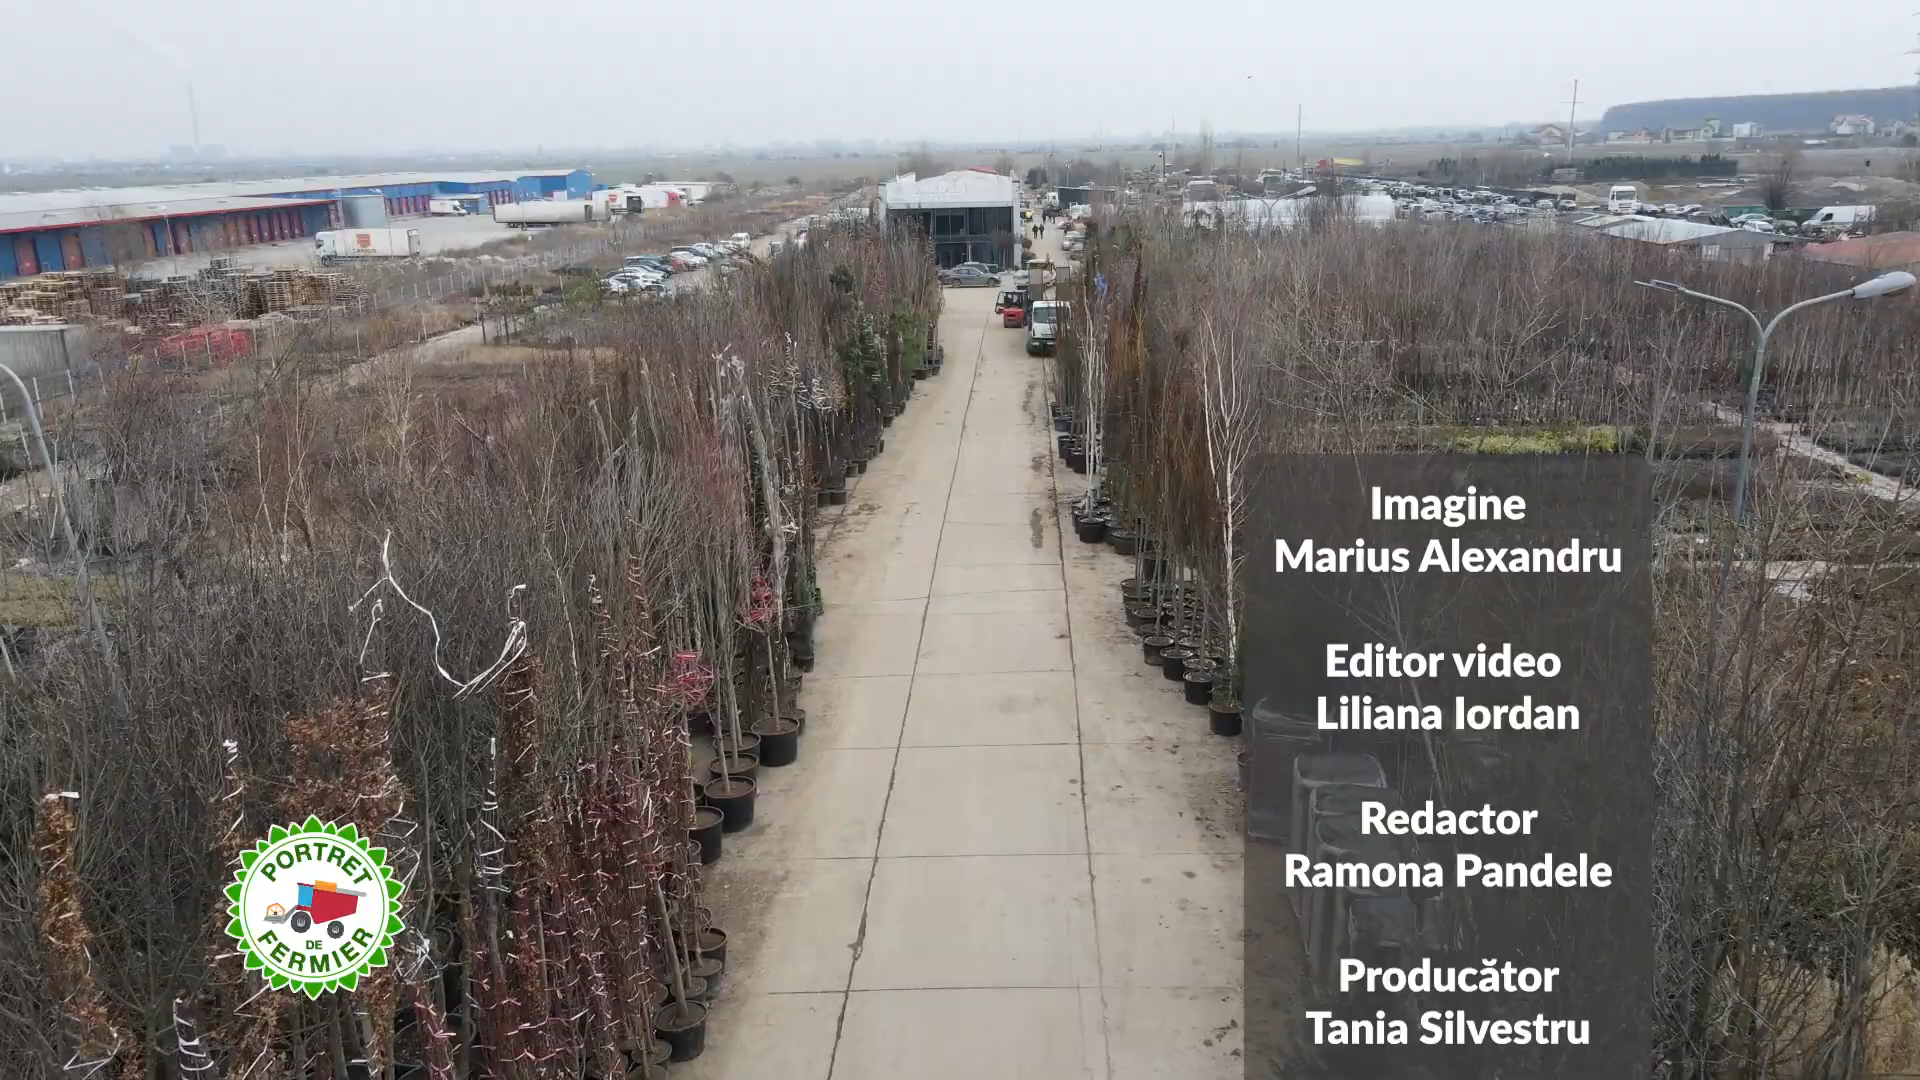 PORTRET
DE
FERMIER
Imagine
Marius Alexandru
Editor video
Liliana Iordan
Redactor
Ramona Pandele
Producător
Tania Silvestru